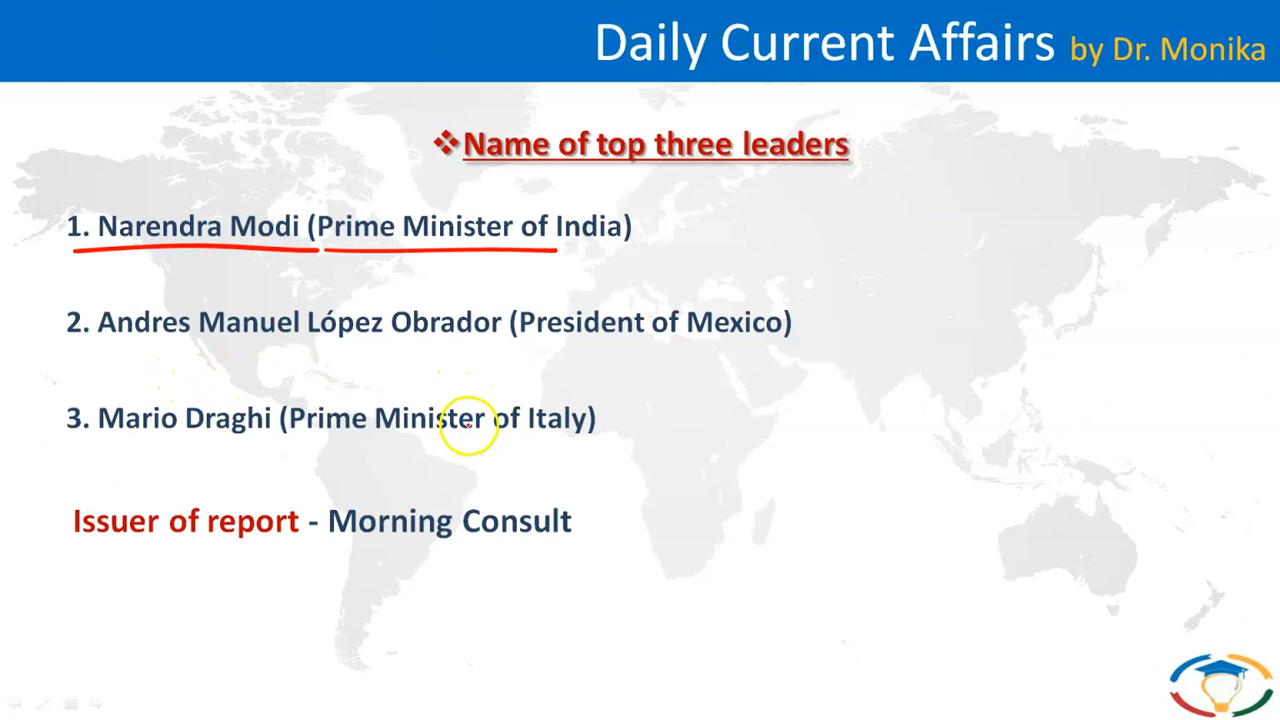 Daily Current Affairs by Dr. Monika
❖Name of top three leaders
1. Narendra Modi (Prime Minister of India)
2. Andres Manuel López Obrador (President of Mexico)
3. Mario Draghi (Prime Minister of Italy)
Issuer of report - Morning Consult